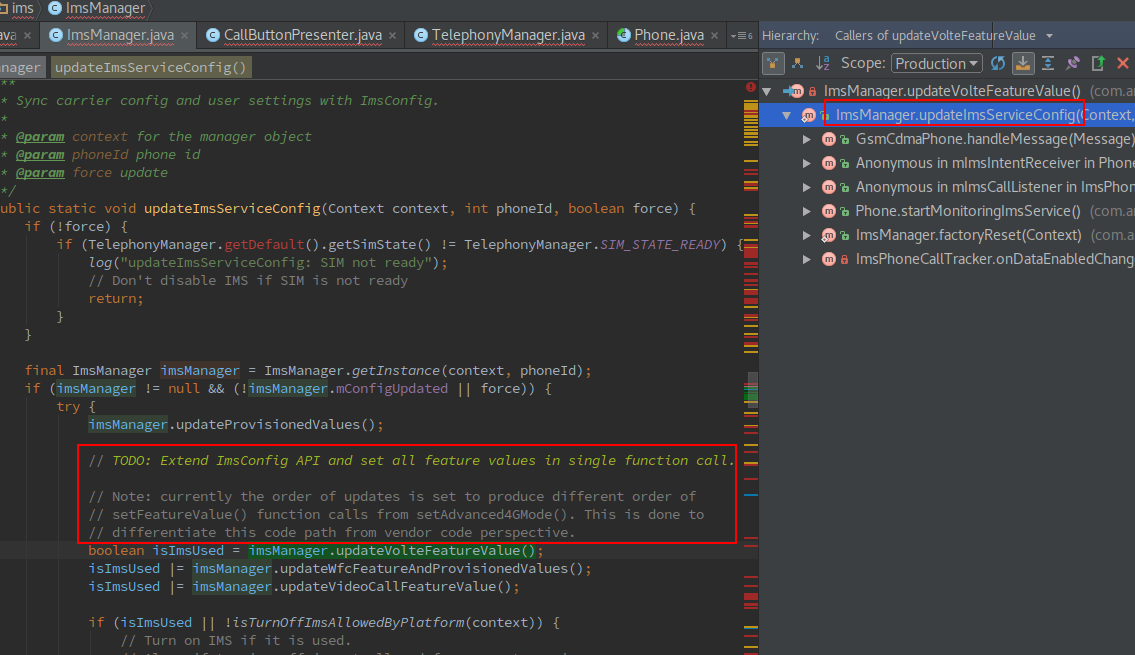 ims ImsManager
ava × ImsManager.java × CallButtonPresenter.java × TelephonyManager.java × Phone.java × 6
Hierarchy: Callers of updateVolteFeatureValue
nager updateImsServiceConfig()
Scope: Production
**
* Sync carrier config and user settings with ImsConfig.
*
* @param context for the manager object
* @param phoneId phone id
* @param force update
*/
ublic static void updateImsServiceConfig(Context context, int phoneId, boolean force) {
if (!force) {
if (TelephonyManager.getDefault().getSimState() != TelephonyManager.SIM_STATE_READY) {
log("updateImsServiceConfig: SIM not ready");
// Don't disable IMS if SIM is not ready
return;
}
}
final ImsManager imsManager = ImsManager.getInstance(context, phoneId);
if (imsManager != null && (!imsManager.mConfigUpdated || force)) {
try {
imsManager.updateProvisionedValues();
// TODO: Extend ImsConfig API and set all feature values in single function call.
// Note: currently the order of updates is set to produce different order of
// setFeatureValue() function calls from setAdvanced4GMode(). This is done to
// differentiate this code path from vendor code perspective.
boolean isImsUsed = imsManager.updateVolteFeatureValue();
isImsUsed |= imsManager.updateWfcFeatureAndProvisionedValues();
isImsUsed |= imsManager.updateVideoCallFeatureValue();
if (isImsUsed || !isTurnOffImsAllowedByPlatform(context)) {
// Turn on IMS if it is used.
ImsManager.updateVolteFeatureValue() (com.ar
ImsManager.updateImsServiceConfig(Context,
GsmCdmaPhone.handleMessage(Message)
Anonymous in mImsIntentReceiver in Phone
Anonymous in mImsCallListener in ImsPhon
Phone.startMonitoringImsService() (com.ar
ImsManager.factoryReset(Context) (com.a
ImsPhoneCallTracker.onDataEnabledChang